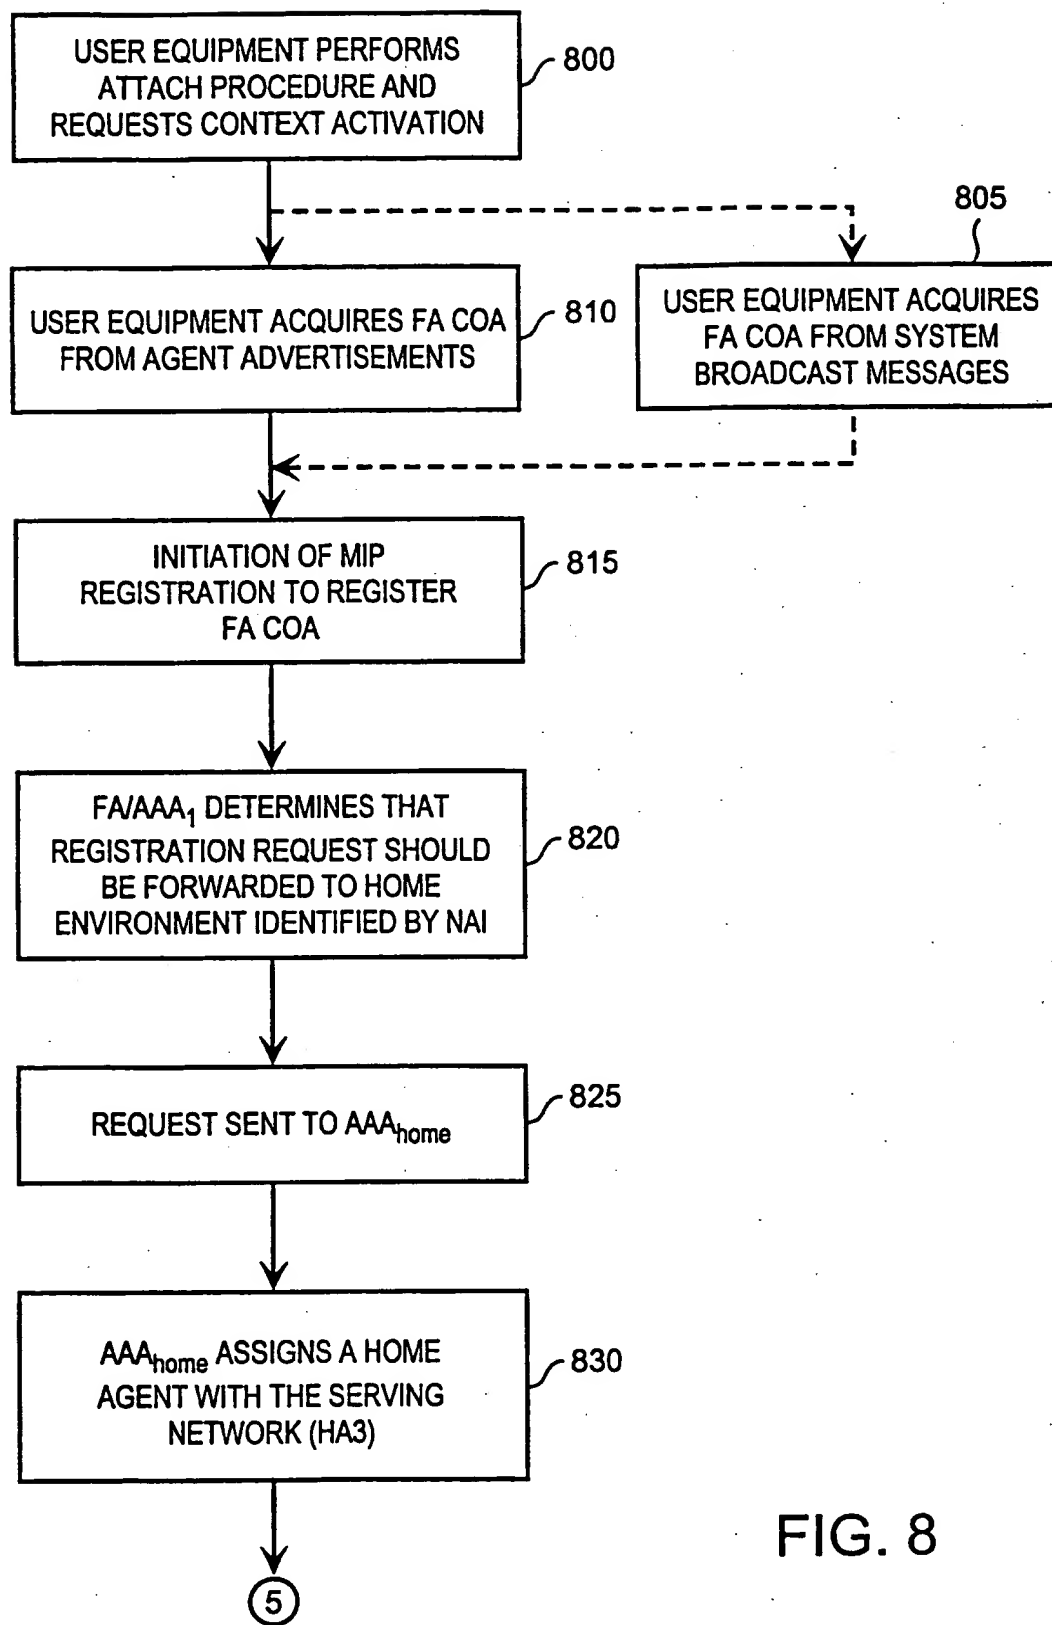 USER EQUIPMENT PERFORMS
ATTACH PROCEDURE AND
REQUESTS CONTEXT ACTIVATION
800
805
USER EQUIPMENT ACQUIRES FA COA
FROM AGENT ADVERTISEMENTS
810
USER EQUIPMENT ACQUIRES
FA COA FROM SYSTEM
BROADCAST MESSAGES
INITIATION OF MIP
REGISTRATION TO REGISTER
FA COA
815
FA/AAA1 DETERMINES THAT
REGISTRATION REQUEST SHOULD
BE FORWARDED TO HOME
ENVIRONMENT IDENTIFIED BY NAI
820
REQUEST SENT TO AAAhome
825
AAAhome ASSIGNS A HOME
AGENT WITH THE SERVING
NETWORK (HA3)
830
5
FIG. 8